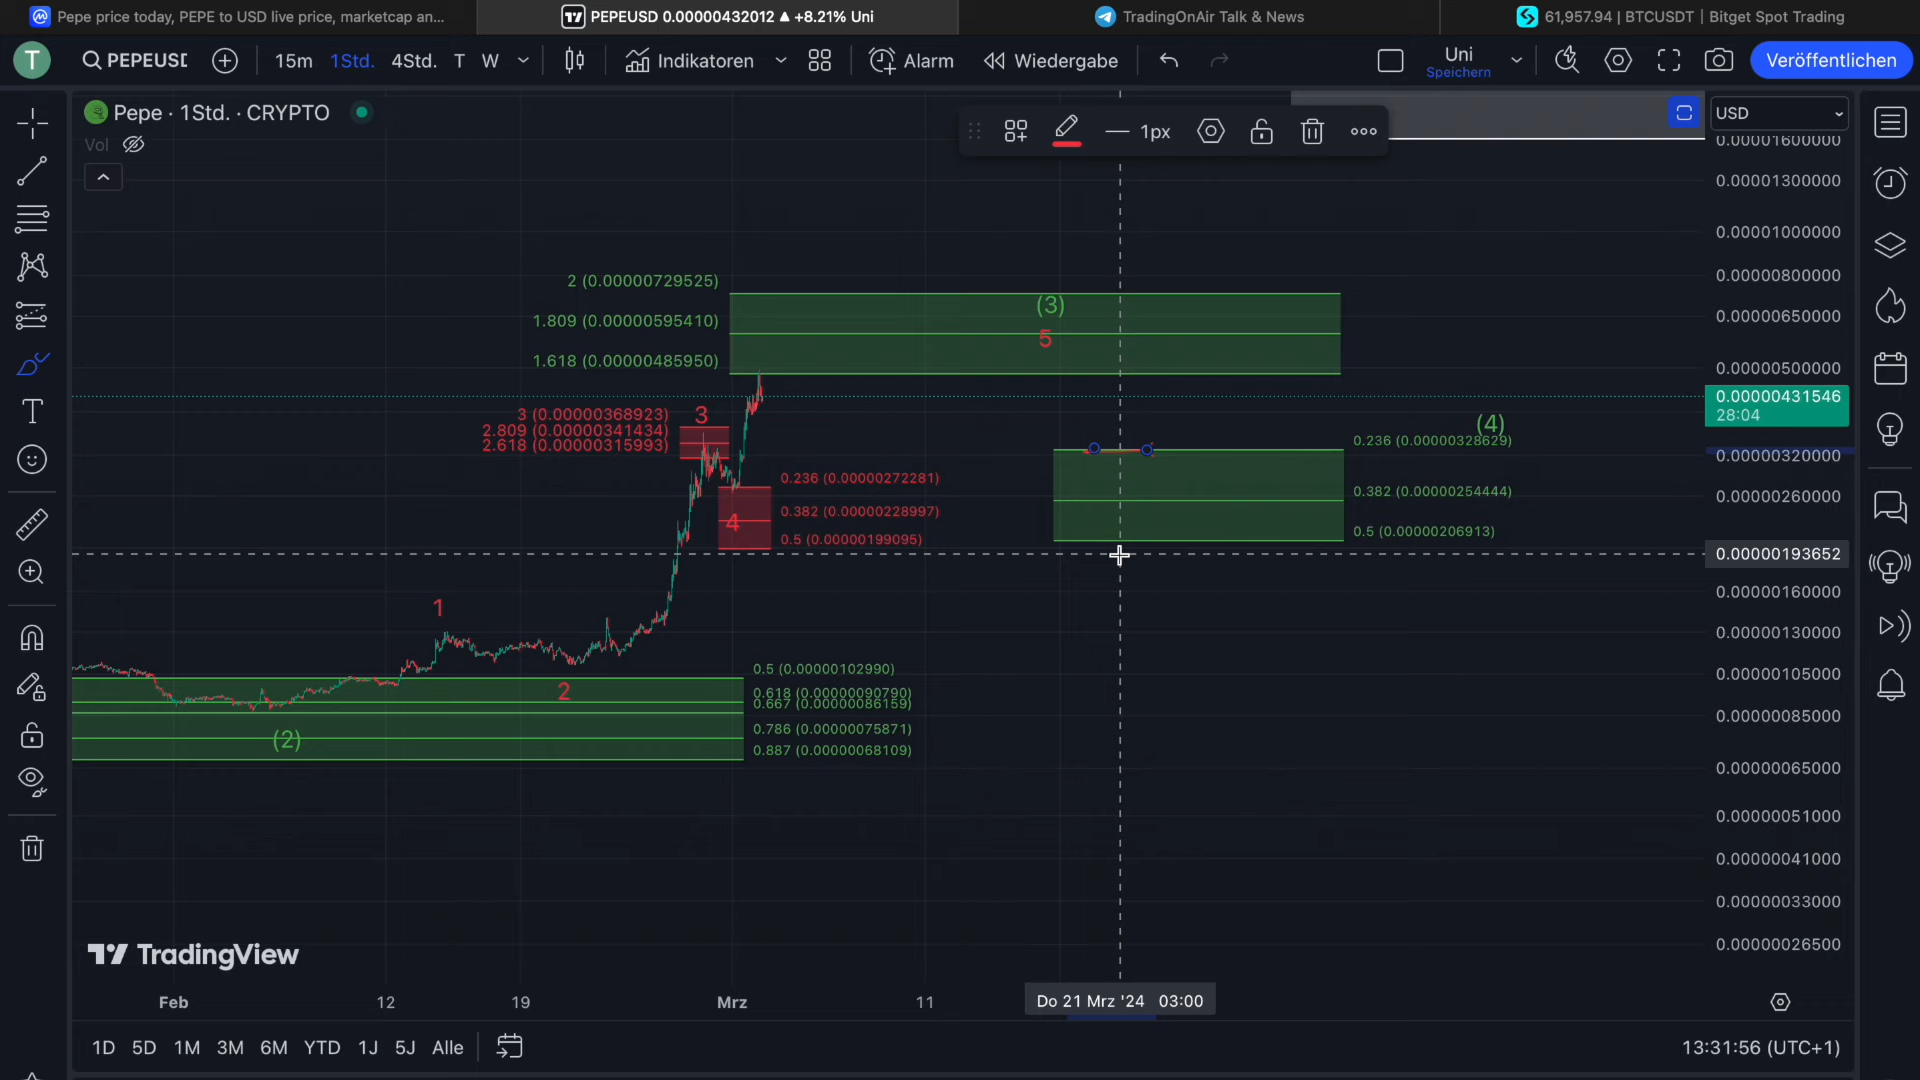 Pepe price today, PEPE to USD live price, marketcap an...
PEPEUSD 0.00000432012 ▲ +8.21% Uni
TradingOnAir Talk & News
61,957.94 | BTCUSDT | Bitget Spot Trading
T
PEPEUSD
15m
1Std.
4Std.
T
W
Indikatoren
Alarm
Wiedergabe
Uni
Speichern
Veröffentlichen
Pepe · 1Std. · CRYPTO
Vol
1px
USD
0.00001600000
0.00001300000
0.00001000000
0.00000800000
0.00000650000
0.00000500000
0.00000431546
28:04
0.00000320000
0.00000260000
0.00000193652
0.00000160000
0.00000130000
0.00000105000
0.00000085000
0.00000065000
0.00000051000
0.00000041000
0.00000033000
0.00000026500
2 (0.00000729525)
1.809 (0.00000595410)
1.618 (0.00000485950)
(3)
5
3 (0.00000368923)
2.809 (0.00000341434)
2.618 (0.00000315993)
3
(4)
0.236 (0.00000328629)
0.382 (0.00000254444)
0.5 (0.00000206913)
0.236 (0.00000272281)
0.382 (0.00000228997)
0.5 (0.00000199095)
4
1
2
0.5 (0.00000102990)
0.618 (0.00000090790)
0.667 (0.00000086159)
0.786 (0.00000075871)
0.887 (0.00000068109)
(2)
TradingView
Feb
12
19
Mrz
11
Do 21 Mrz '24 03:00
1D
5D
1M
3M
6M
YTD
1J
5J
Alle
13:31:56 (UTC+1)